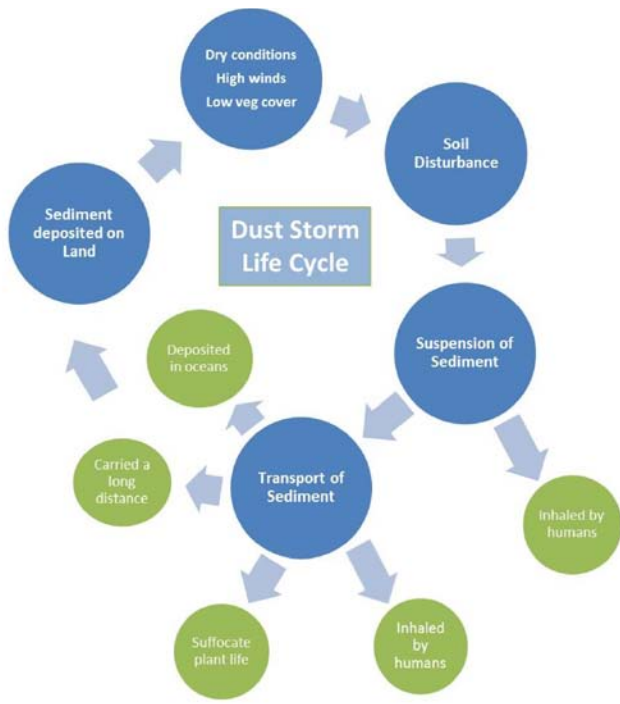 Dry conditions
High winds
Low veg cover
Soil
Disturbance
Sediment
deposited on
Land
Dust Storm
Life Cycle
Suspension of
Sediment
Deposited
in oceans
Transport of
Sediment
Carried a
long
distance
Inhaled by
humans
Suffocate
plant life
Inhaled
by
humans